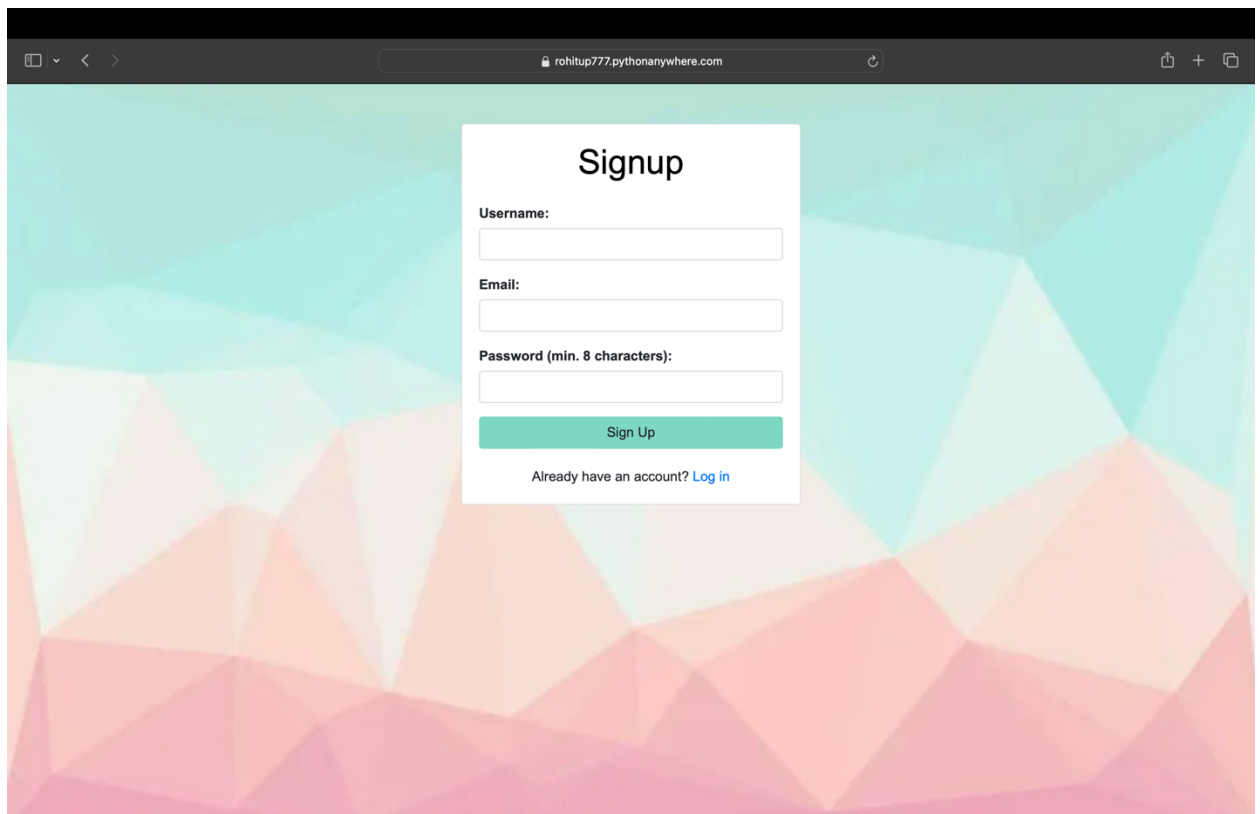 rohitup777.pythonanywhere.com
Signup
Username:
Email:
Password (min. 8 characters):
Sign Up
Already have an account? Log in